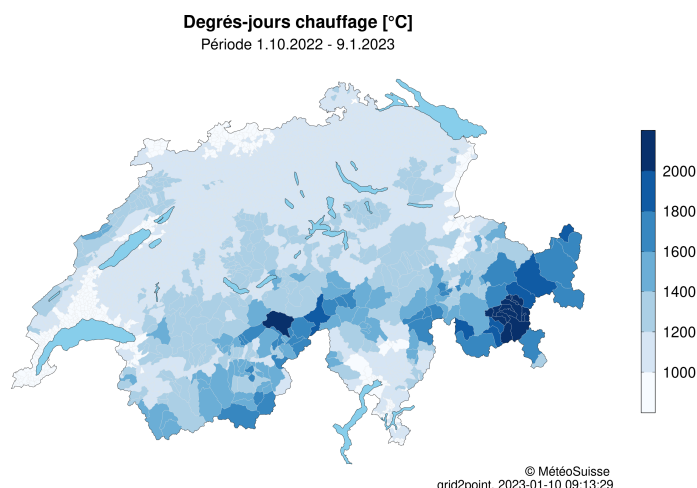 Degrés-jours chauffage [°C]
Période 1.10.2022 - 9.1.2023
2000
1800
1600
1400
1200
1000
© MétéoSuisse
grid2point, 2023-01-10 09:13:29